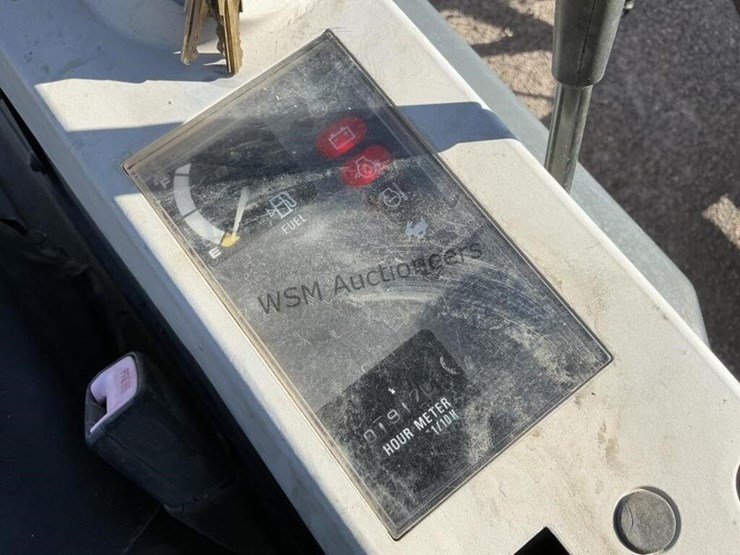 F
E
FUEL
WSM Auctioneers
HOUR METER
1/10H